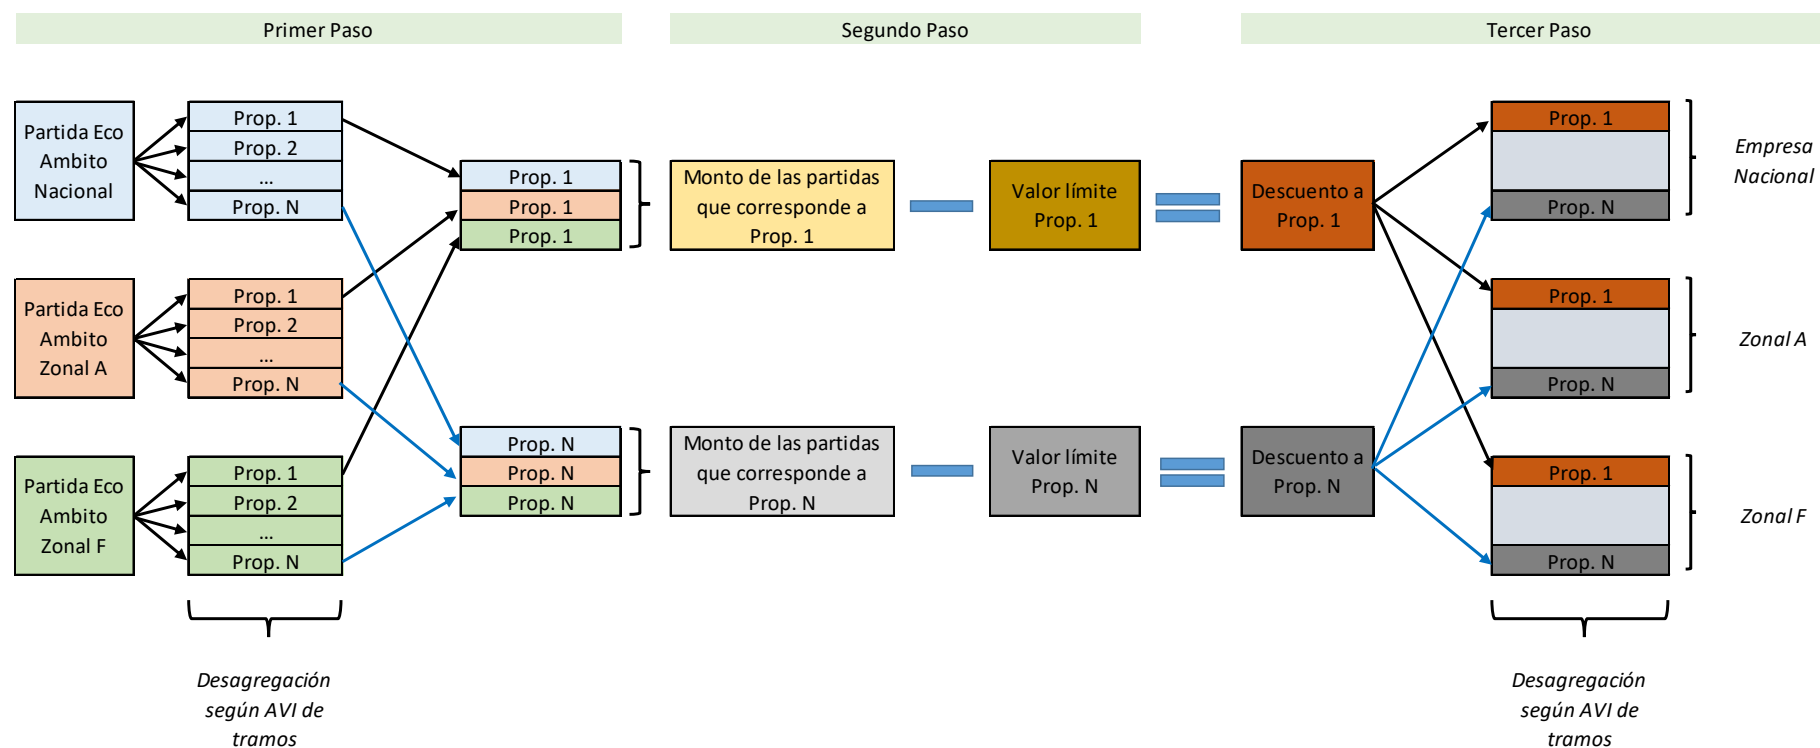 Primer Paso
Segundo Paso
Tercer Paso
Partida Eco
Ambito
Nacional
Prop. 1
Prop. 2
...
Prop. N
Partida Eco
Ambito
Zonal A
Prop. 1
Prop. 2
...
Prop. N
Partida Eco
Ambito
Zonal F
Prop. 1
Prop. 2
...
Prop. N
Desagregación
según AVI de
tramos
Prop. 1
Prop. 1
Prop. 1
Prop. N
Prop. N
Prop. N
Monto de las partidas
que corresponde a
Prop. 1
Valor límite
Prop. 1
Descuento a
Prop. 1
Monto de las partidas
que corresponde a
Prop. N
Valor límite
Prop. N
Descuento a
Prop. N
Prop. 1
Prop. N
Empresa
Nacional
Prop. 1
Prop. N
Zonal A
Prop. 1
Prop. N
Zonal F
Desagregación
según AVI de
tramos